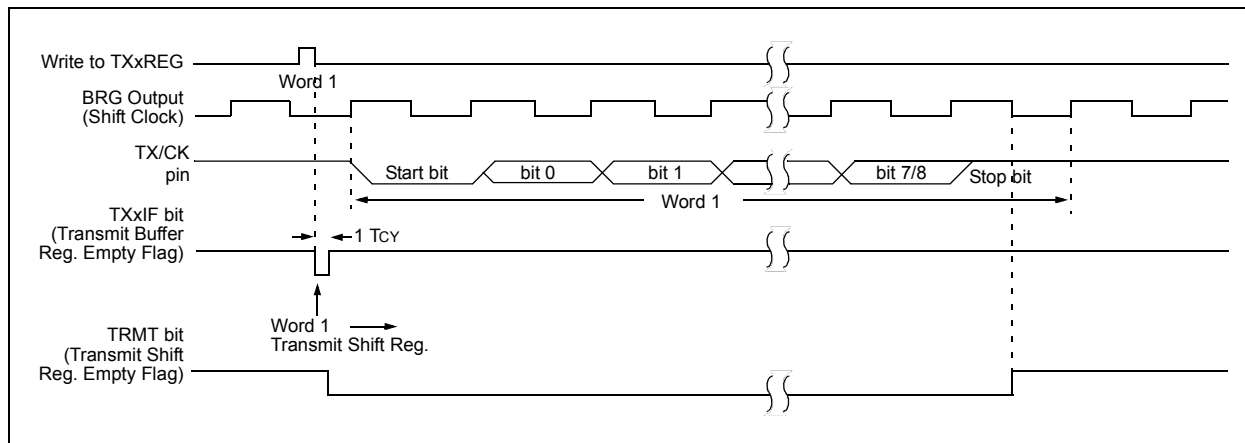 Write to TXxREG
Word 1
BRG Output
(Shift Clock)
TX/CK
pin
Start bit
bit 0
bit 1
bit 7/8
Stop bit
Word 1
TXxIF bit
(Transmit Buffer
Reg. Empty Flag)
1 TCY
Word 1
Transmit Shift Reg.
TRMT bit
(Transmit Shift
Reg. Empty Flag)